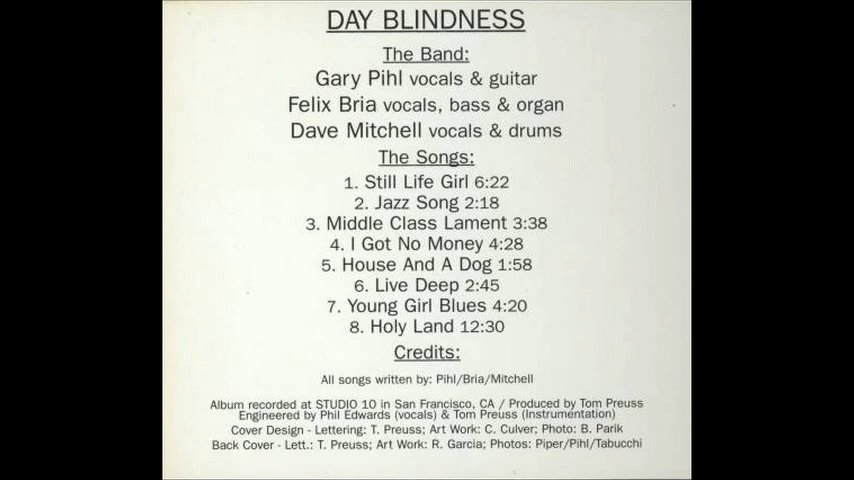 DAY BLINDNESS
The Band:
Gary Pihl vocals & guitar
Felix Bria vocals, bass & organ
Dave Mitchell vocals & drums
The Songs:
1. Still Life Girl 6:22
2. Jazz Song 2:18
3. Middle Class Lament 3:38
4. I Got No Money 4:28
5. House And A Dog 1:58
6. Live Deep 2:45
7. Young Girl Blues 4:20
8. Holy Land 12:30
Credits:
All songs written by: Pihl/Bria/Mitchell
Album recorded at STUDIO 10 in San Francisco, CA / Produced by Tom Preuss
Engineered by Phil Edwards (vocals) & Tom Preuss (Instrumentation)
Cover Design - Lettering: T. Preuss; Art Work: C. Culver; Photo: B. Parik
Back Cover - Lett.: T. Preuss; Art Work: R. Garcia; Photos: Piper/Pihl/Tabucchi